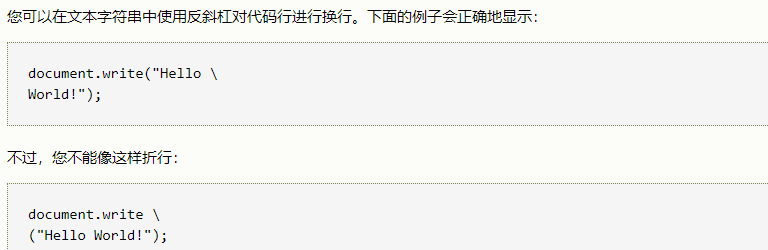 您可以在文本字符串中使用反斜杠对代码行进行换行。下面的例子会正确地显示：
document.write("Hello \
World!");
不过，您不能像这样折行：
document.write \
("Hello World!");